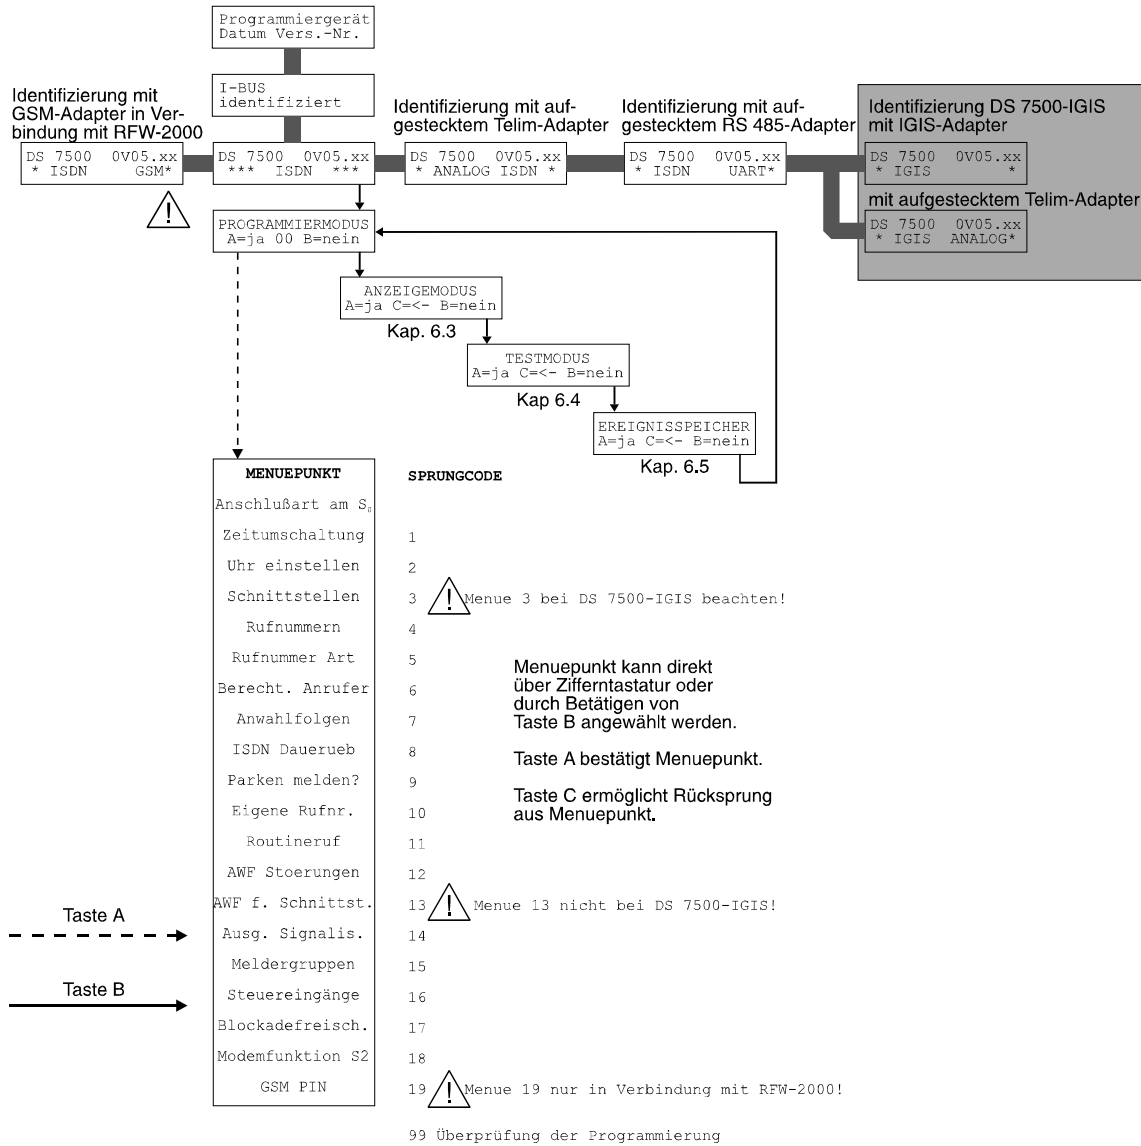 Programmiergerät
Datum Vers.-Nr.
I-BUS
identifiziert
Identifizierung mit
GSM-Adapter in Ver-
bindung mit RFW-2000
DS 7500 0V05.xx
* ISDN GSM*
DS 7500 0V05.xx
*** ISDN ***
Identifizierung mit auf-
gestecktem Telim-Adapter
DS 7500 0V05.xx
* ANALOG ISDN *
Identifizierung mit auf-
gestecktem RS 485-Adapter
DS 7500 0V05.xx
* ISDN UART*
Identifizierung DS 7500-IGIS
mit IGIS-Adapter
DS 7500 0V05.xx
* IGIS *
mit aufgestecktem Telim-Adapter
DS 7500 0V05.xx
* IGIS ANALOG*
PROGRAMMIERMODUS
A=ja 00 B=nein
ANZEIGEMODUS
A=ja C=<- B=nein
Kap. 6.3
TESTMODUS
A=ja C=<- B=nein
Kap 6.4
EREIGNISSPEICHER
A=ja C=<- B=nein
Kap. 6.5
MENUEPUNKT SPRUNGCODE
Anschlußart am S₀
Zeitumschaltung 1
Uhr einstellen 2
Schnittstellen 3 ! Menue 3 bei DS 7500-IGIS beachten!
Rufnummern 4
Rufnummer Art 5
Berecht. Anrufer 6
Anwahlfolgen 7
ISDN Dauerueb 8
Parken melden? 9
Eigene Rufnr. 10
Routineruf 11
AWF Stoerungen 12
AWF f. Schnittst. 13 ! Menue 13 nicht bei DS 7500-IGIS!
Ausg. Signalis. 14
Meldergruppen 15
Steuereingänge 16
Blockadefreisch. 17
Modemfunktion S2 18
GSM PIN 19 ! Menue 19 nur in Verbindung mit RFW-2000!
99 Überprüfung der Programmierung
Menuepunkt kann direkt
über Zifferntastatur oder
durch Betätigen von
Taste B angewählt werden.
Taste A bestätigt Menuepunkt.
Taste C ermöglicht Rücksprung
aus Menuepunkt.
Taste A
Taste B
!